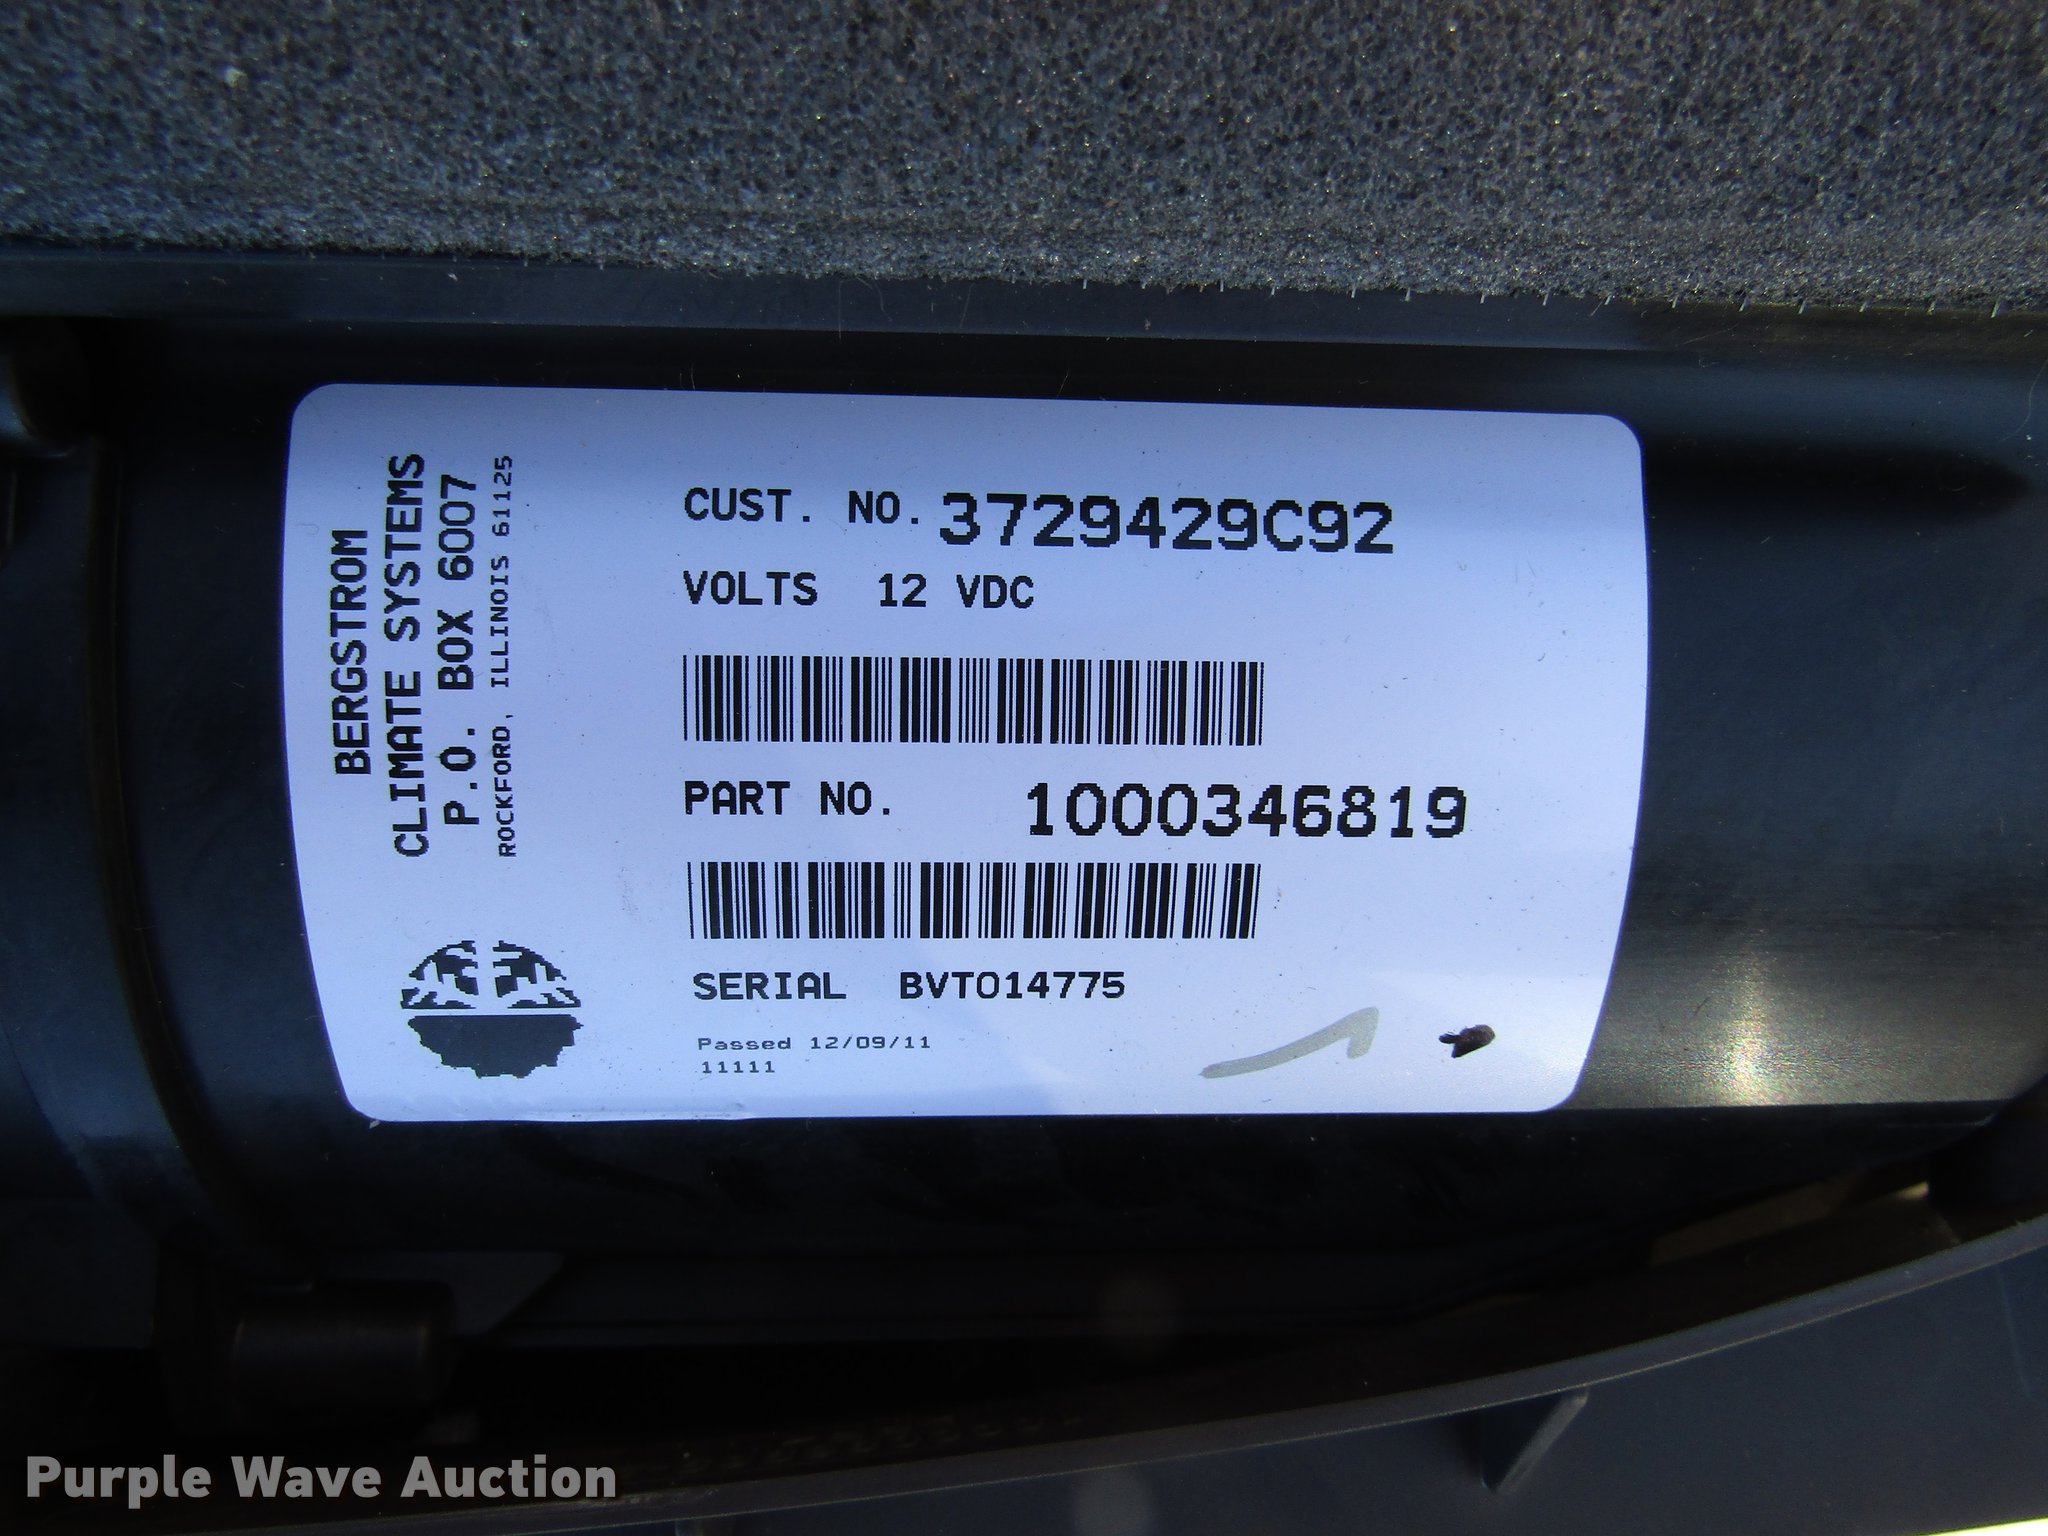 BERGSTROM
CLIMATE SYSTEMS
P.O. BOX 6007
ROCKFORD, ILLINOIS 61125
CUST. NO. 3729429C92
VOLTS 12 VDC
PART NO. 1000346819
SERIAL BVT014775
Passed 12/09/11
11111
Purple Wave Auction